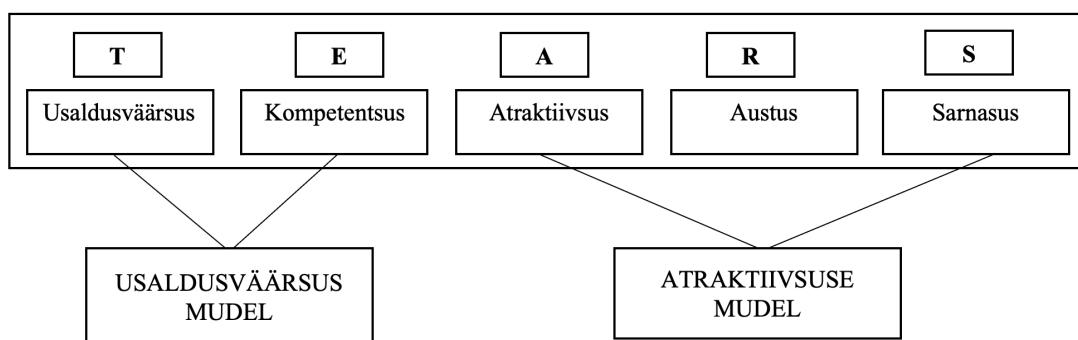 T E A R S
Usaldusväärsus Kompetentsus Atraktiivsus Austus Sarnasus
USALDUSVÄÄRSUS
MUDEL
ATRAKTIIVSUSE
MUDEL